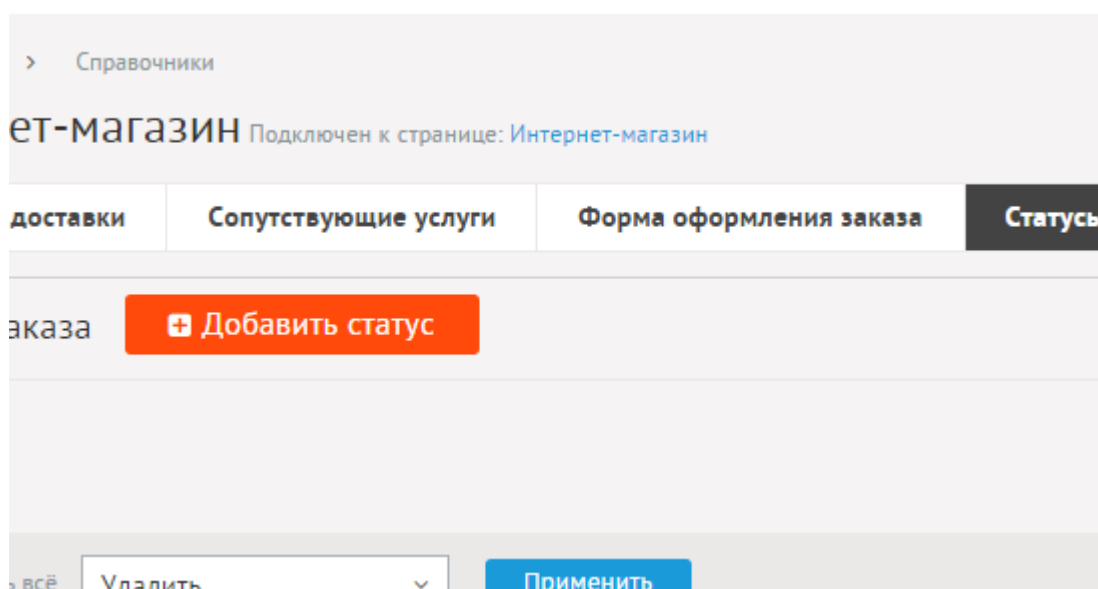 > Справочники
ет-магазин Подключен к странице: Интернет-магазин
доставки Сопутствующие услуги Форма оформления заказа Статусы
аказа Добавить статус
всё Удалить Применить